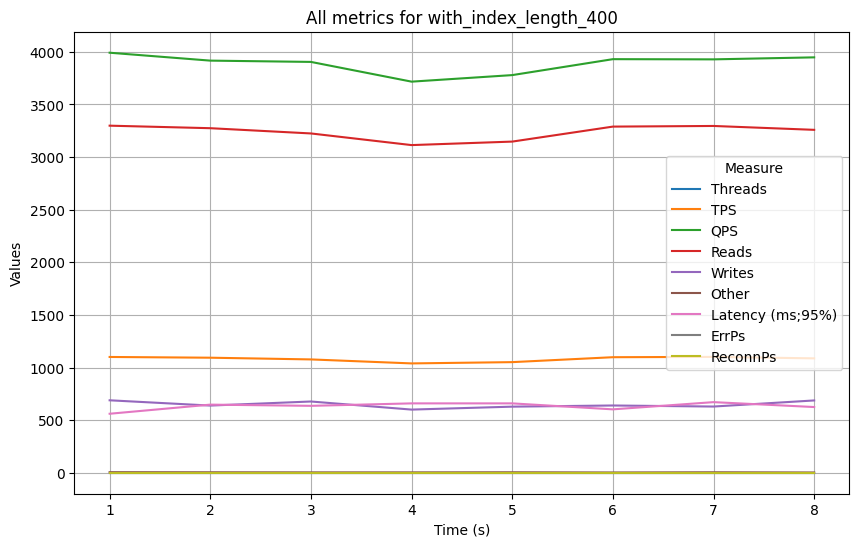 All metrics for with_index_length_400
4000
3500
3000
2500
2000
1500
1000
500
0
Values
Measure
Threads
TPS
QPS
Reads
Writes
Other
Latency (ms;95%)
ErrPs
ReconnPs
1 2 3 4 5 6 7 8
Time (s)